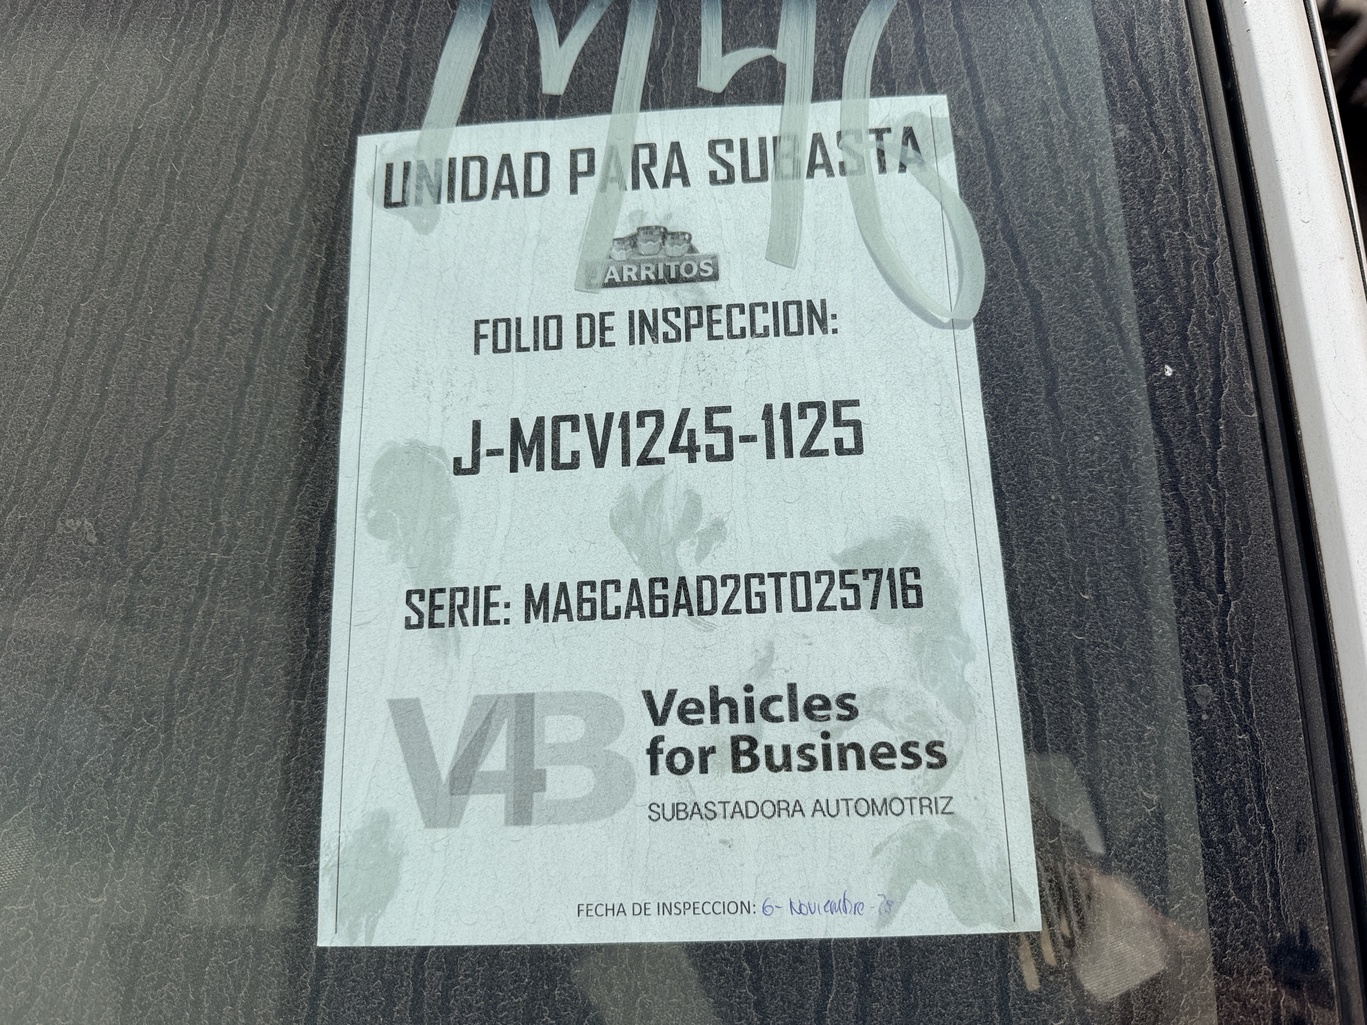 UNIDAD PARA SUBASTA
JARRITOS
FOLIO DE INSPECCION:
J-MCV1245-1125
SERIE: MA6CA6AD2GT025716
V4B
Vehicles
for Business
SUBASTADORA AUTOMOTRIZ
FECHA DE INSPECCION: 6-Noviembre-25